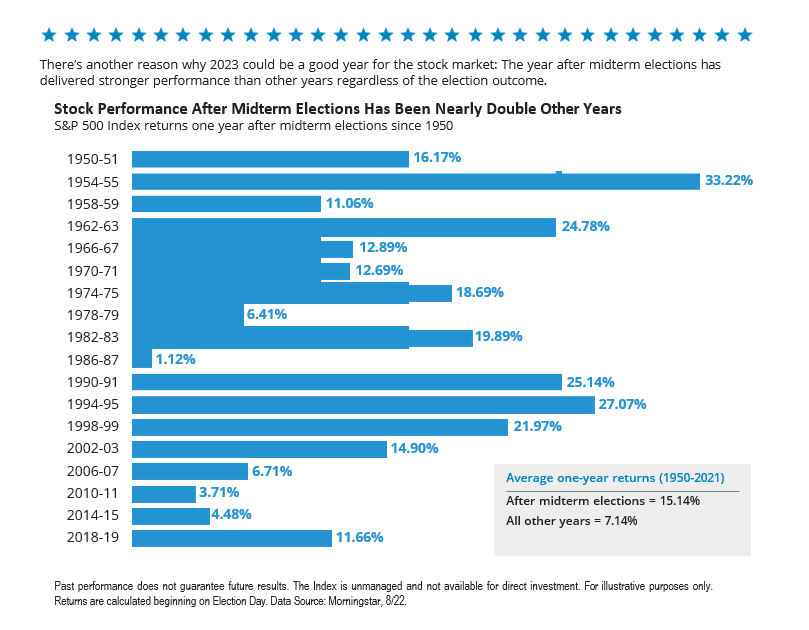 There's another reason why 2023 could be a good year for the stock market: The year after midterm elections has
delivered stronger performance than other years regardless of the election outcome.
Stock Performance After Midterm Elections Has Been Nearly Double Other Years
S&P 500 Index returns one year after midterm elections since 1950
1950-51 16.17%
1954-55 33.22%
1958-59 11.06%
1962-63 24.78%
1966-67 12.89%
1970-71 12.69%
1974-75 18.69%
1978-79 6.41%
1982-83 19.89%
1986-87 1.12%
1990-91 25.14%
1994-95 27.07%
1998-99 21.97%
2002-03 14.90%
2006-07 6.71%
2010-11 3.71%
2014-15 4.48%
2018-19 11.66%
Average one-year returns (1950-2021)
After midterm elections = 15.14%
All other years = 7.14%
Past performance does not guarantee future results. The Index is unmanaged and not available for direct investment. For illustrative purposes only.
Returns are calculated beginning on Election Day. Data Source: Morningstar, 8/22.